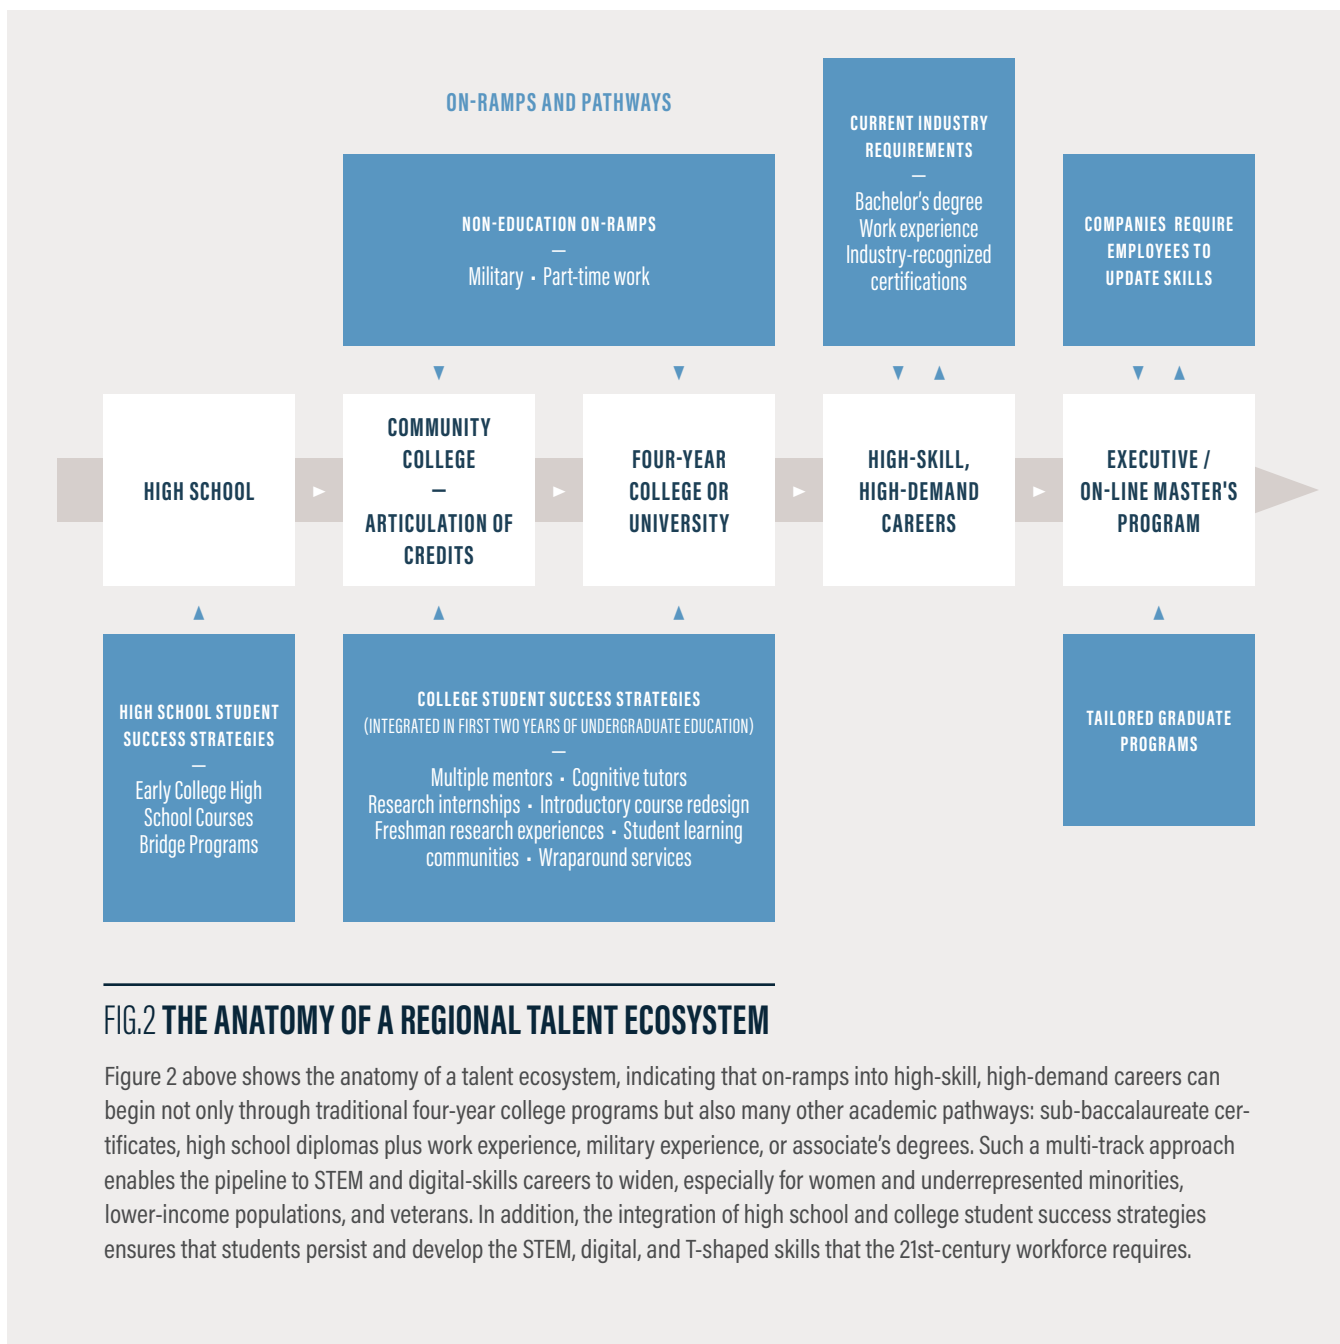 ON-RAMPS AND PATHWAYS
NON-EDUCATION ON-RAMPS
—
Military · Part-time work
CURRENT INDUSTRY
REQUIREMENTS
—
Bachelor's degree
Work experience
Industry-recognized
certifications
COMPANIES REQUIRE
EMPLOYEES TO
UPDATE SKILLS
HIGH SCHOOL
COMMUNITY
COLLEGE
—
ARTICULATION OF
CREDITS
FOUR-YEAR
COLLEGE OR
UNIVERSITY
HIGH-SKILL,
HIGH-DEMAND
CAREERS
EXECUTIVE /
ON-LINE MASTER'S
PROGRAM
HIGH SCHOOL STUDENT
SUCCESS STRATEGIES
—
Early College High
School Courses
Bridge Programs
COLLEGE STUDENT SUCCESS STRATEGIES
(INTEGRATED IN FIRST TWO YEARS OF UNDERGRADUATE EDUCATION)
—
Multiple mentors · Cognitive tutors
Research internships · Introductory course redesign
Freshman research experiences · Student learning
communities · Wraparound services
TAILORED GRADUATE
PROGRAMS
FIG.2 THE ANATOMY OF A REGIONAL TALENT ECOSYSTEM
Figure 2 above shows the anatomy of a talent ecosystem, indicating that on-ramps into high-skill, high-demand careers can
begin not only through traditional four-year college programs but also many other academic pathways: sub-baccalaureate cer-
tificates, high school diplomas plus work experience, military experience, or associate's degrees. Such a multi-track approach
enables the pipeline to STEM and digital-skills careers to widen, especially for women and underrepresented minorities,
lower-income populations, and veterans. In addition, the integration of high school and college student success strategies
ensures that students persist and develop the STEM, digital, and T-shaped skills that the 21st-century workforce requires.